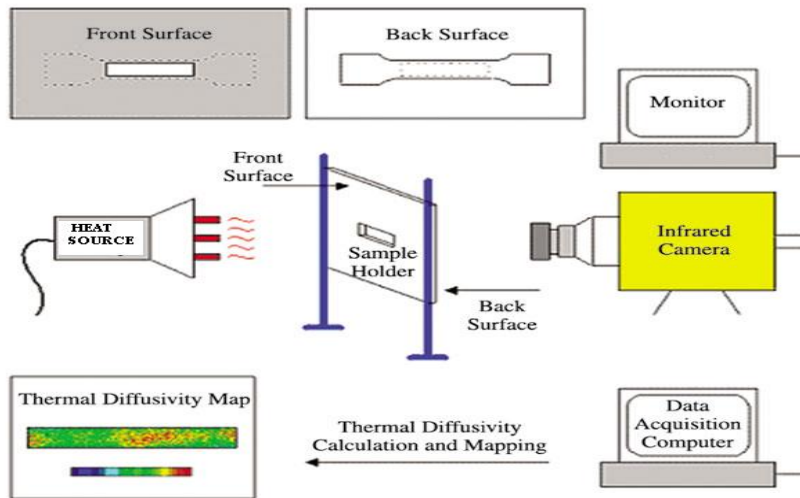 Front Surface
Back Surface
Monitor
Front
Surface
HEAT
SOURCE
Sample
Holder
Infrared
Camera
Back
Surface
Thermal Diffusivity Map
Thermal Diffusivity
Calculation and Mapping
Data
Acquisition
Computer